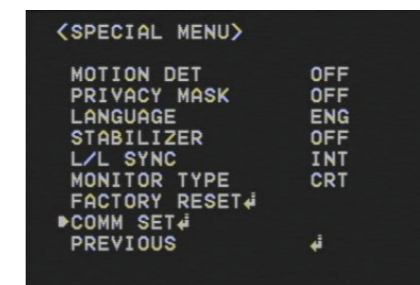 <SPECIAL MENU>
MOTION DET OFF
PRIVACY MASK OFF
LANGUAGE ENG
STABILIZER OFF
L/L SYNC INT
MONITOR TYPE CRT
FACTORY RESET↲
►COMM SET↲
PREVIOUS ↲